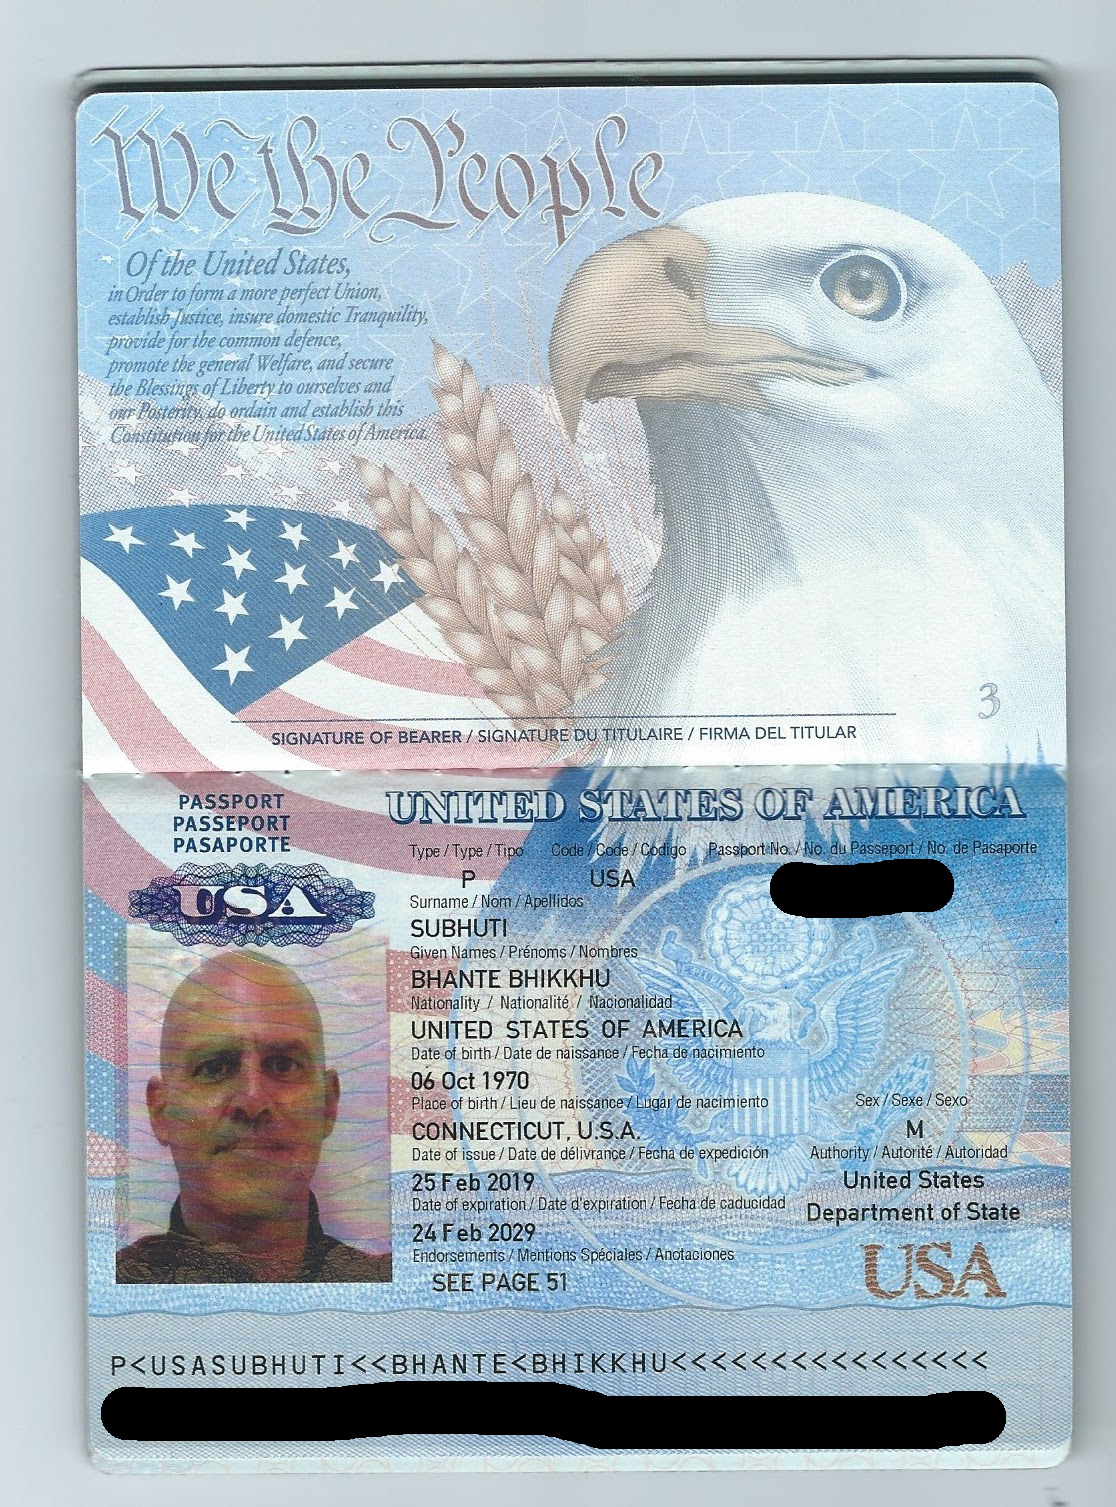 We the People
Of the United States,
in Order to form a more perfect Union,
establish Justice, insure domestic Tranquility,
provide for the common defence,
promote the general Welfare, and secure
the Blessings of Liberty to ourselves and
our Posterity, do ordain and establish this
Constitution for the United States of America.
3
SIGNATURE OF BEARER / SIGNATURE DU TITULAIRE / FIRMA DEL TITULAR
PASSPORT
PASSEPORT
PASAPORTE
USA
UNITED STATES OF AMERICA
Type / Type / Tipo Code / Code / Codigo Passport No. / No. du Passeport / No. de Pasaporte
P USA
Surname / Nom / Apellidos
SUBHUTI
Given Names / Prénoms / Nombres
BHANTE BHIKKHU
Nationality / Nationalité / Nacionalidad
UNITED STATES OF AMERICA
Date of birth / Date de naissance / Fecha de nacimiento
06 Oct 1970
Place of birth / Lieu de naissance / Lugar de nacimiento Sex / Sexe / Sexo
CONNECTICUT, U.S.A. M
Date of issue / Date de délivrance / Fecha de expedición Authority / Autorité / Autoridad
25 Feb 2019 United States
Date of expiration / Date d'expiration / Fecha de caducidad Department of State
24 Feb 2029
Endorsements / Mentions Spéciales / Anotaciones
SEE PAGE 51
USA
P<USASUBHUTI<<BHANTE<BHIKKHU<<<<<<<<<<<<<<<<